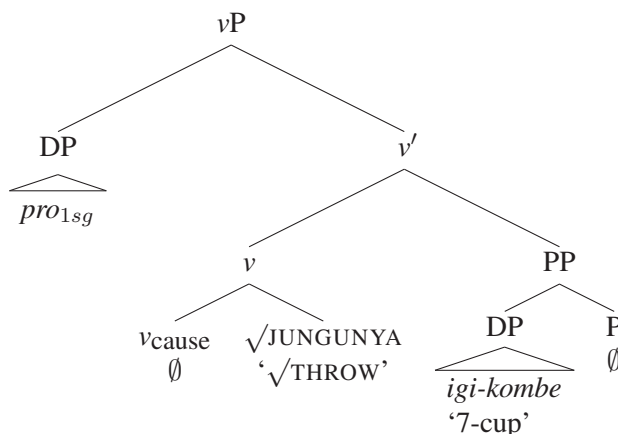 vP
DP v′
pro1sg
v PP
vcause √JUNGUNYA DP P
∅ ‘√THROW’ ∅
igi-kombe
‘7-cup’